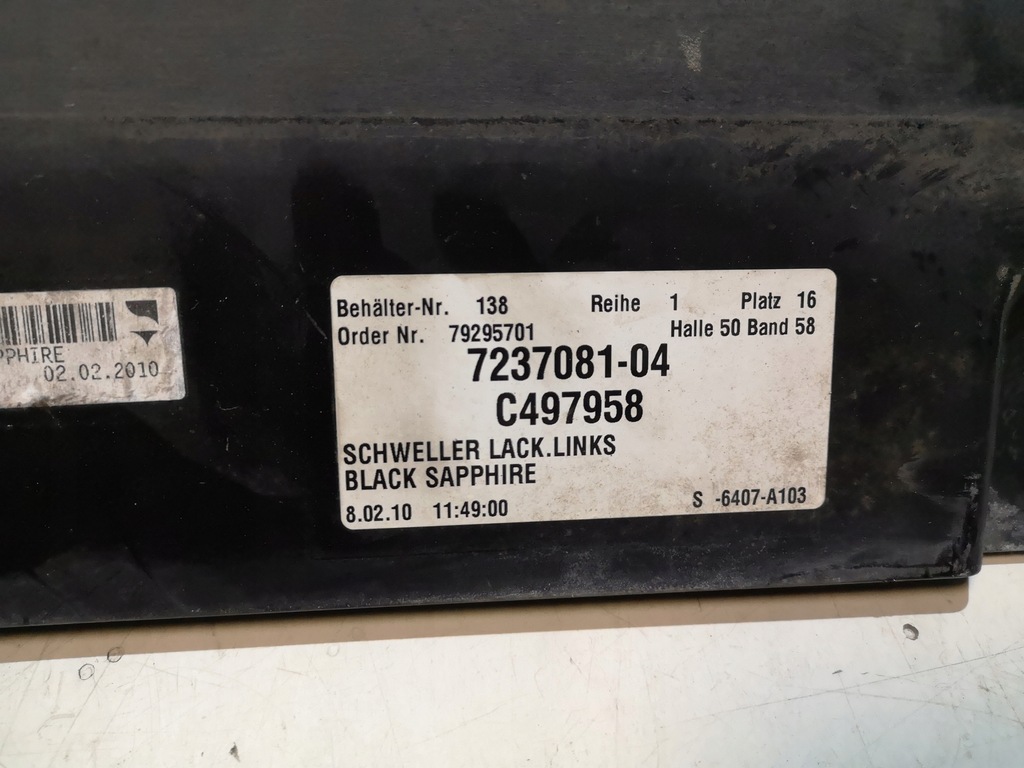 PPHIRE
02.02.2010
Behälter-Nr. 138 Reihe 1 Platz 16
Order Nr. 79295701 Halle 50 Band 58
7237081-04
C497958
SCHWELLER LACK.LINKS
BLACK SAPPHIRE
8.02.10 11:49:00 S -6407-A103